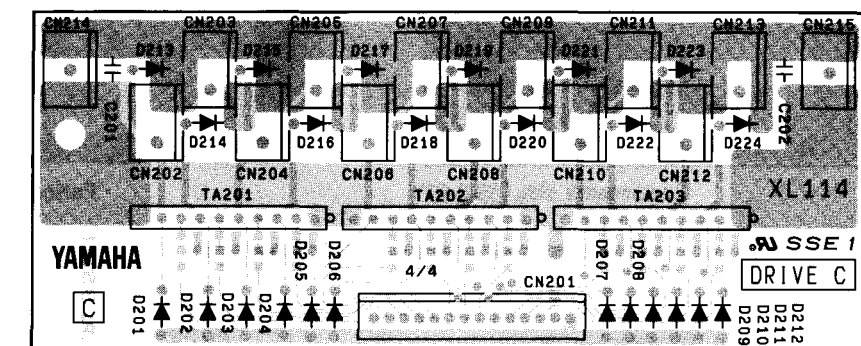 CN214 CN203 CN205 CN207 CN209 CN211 CN213 CN215
D213 D215 D217 D219 D221 D223
C201 C202
D214 D216 D218 D220 D222 D224
CN202 CN204 CN206 CN208 CN210 CN212
XL114
TA201 TA202 TA203
YAMAHA
SSE 1
4/4
CN201
DRIVE C
C
D201 D202 D203 D204 D205 D206 D207 D208 D209 D210 D211 D212